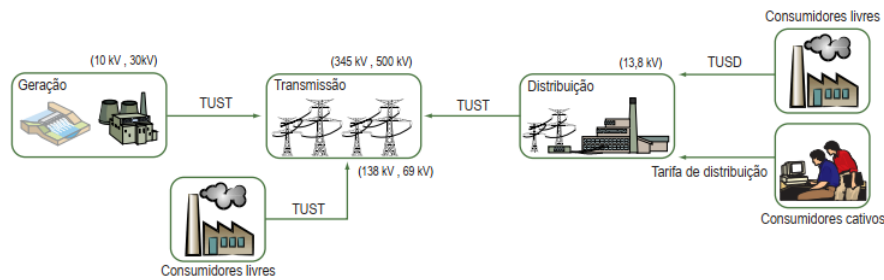 Consumidores livres
(10 kV , 30kV)
(345 kV , 500 kV)
(13,8 kV)
TUSD
Geração
Transmissão
Distribuição
TUST
TUST
(138 kV , 69 kV)
Tarifa de distribuição
TUST
Consumidores cativos
Consumidores livres